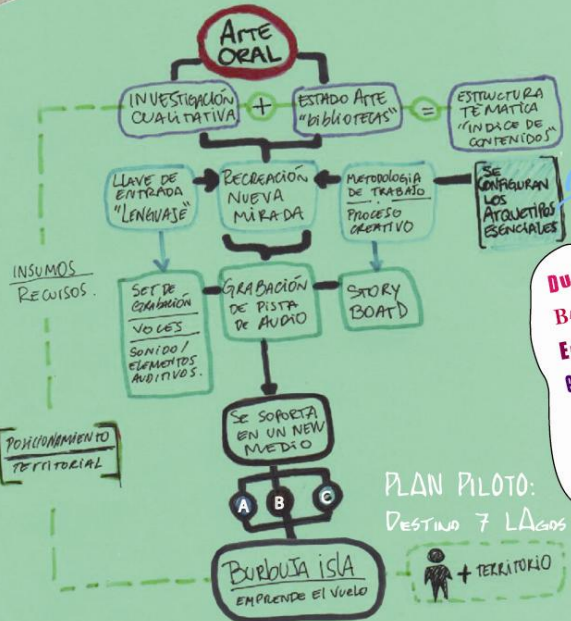 ARTE
ORAL
INVESTIGACIÓN
CUALITATIVA
+
ESTADO ARTE
"bibliotecas"
=
ESTRUCTURA
TEMATICA
"INDICE DE
CONTENIDOS"
LLAVE DE
ENTRADA
"LENGUAJE"
RECREACIÓN
NUEVA
MIRADA
METODOLOGIA
DE TRABAJO
PROCESO
CREATIVO
SE
CONFIGURAN
LOS
ARQUETIPOS
ESENCIALES
INSUMOS
RECURSOS.
SET DE
GRABACIÓN
VOCES
SONIDO/
ELEMENTOS
AUDITIVOS.
GRABACIÓN
DE PISTA
DE AUDIO
STORY
BOARD
SE SOPORTA
EN UN NEW
MEDIO
POSICIONAMIENTO
TERRITORIAL
A B C
PLAN PILOTO:
DESTINO 7 LAGOS
BURBUJA ISLA
EMPRENDE EL VUELO
+ TERRITORIO